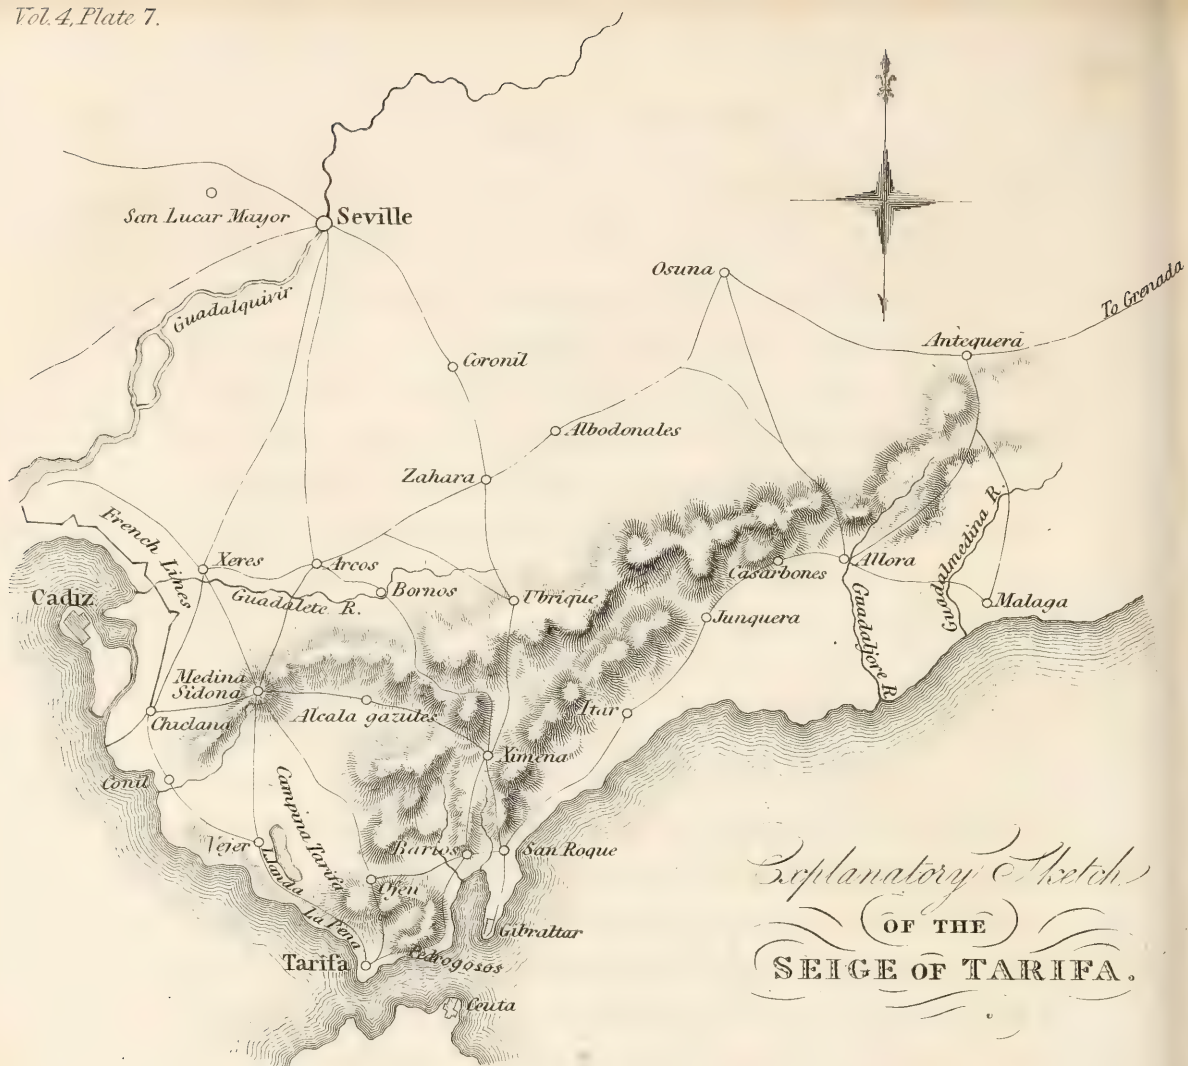 Vol. 4, Plate 7.
San Lucar Mayor
Seville
Guadalquivir
Osuna
To Grenada
Antequera
Coronil
Albodonales
Zahara
French Lines
Xeres
Arcos
Guadalete R.
Bornos
Ubrique
Casarbones
Allora
Guadalmedina R.
Malaga
Cadiz
Junquera
Guadaljore R.
Medina
Sidona
Chiclana
Alcala gazules
Itar
Ximena
Conil
Campina Tarifa
Vejer
Llanda
Barios
San Roque
Ojen
La Pena
Gibraltar
Tarifa
Pedrogosos
Ceuta
Explanatory Sketch
OF THE
SEIGE OF TARIFA.